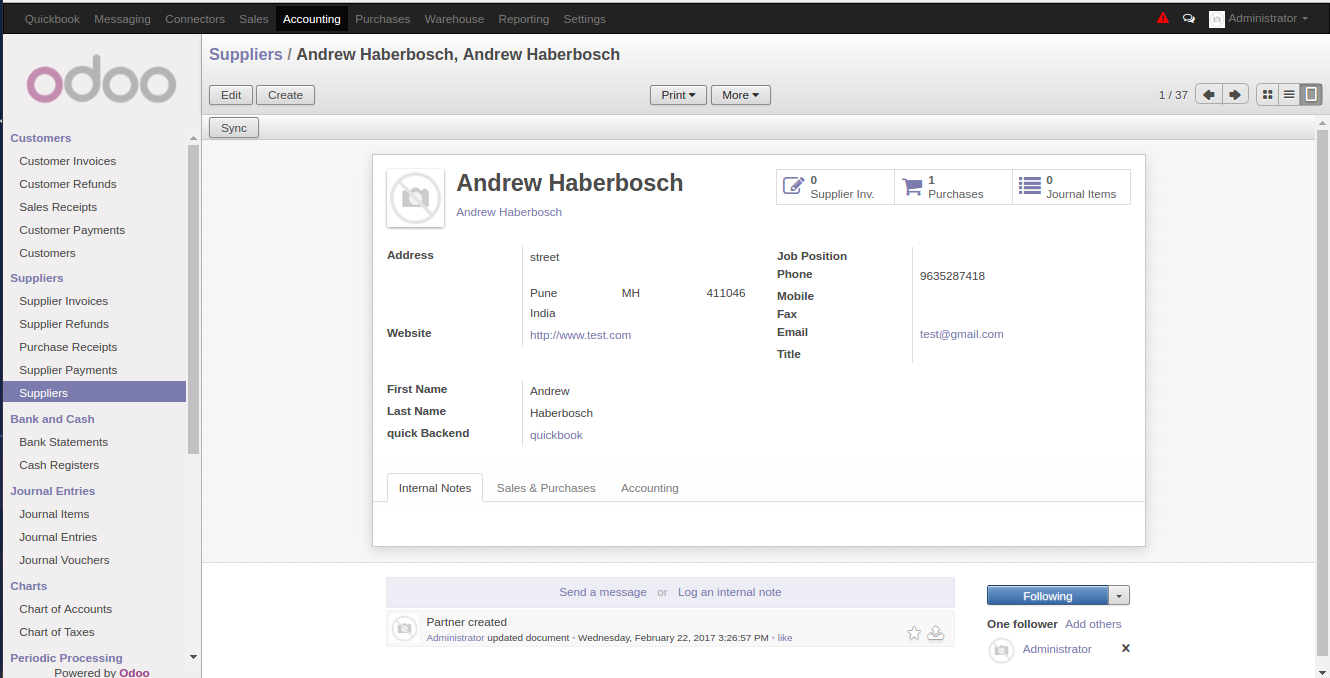 Quickbook Messaging Connectors Sales Accounting Purchases Warehouse Reporting Settings Administrator
odoo
Suppliers / Andrew Haberbosch, Andrew Haberbosch
Edit Create Print More 1 / 37
Sync
Customers
Customer Invoices
Customer Refunds
Sales Receipts
Customer Payments
Customers
Suppliers
Supplier Invoices
Supplier Refunds
Purchase Receipts
Supplier Payments
Suppliers
Bank and Cash
Bank Statements
Cash Registers
Journal Entries
Journal Items
Journal Entries
Journal Vouchers
Charts
Chart of Accounts
Chart of Taxes
Periodic Processing
Powered by Odoo
Andrew Haberbosch
Andrew Haberbosch
0 Supplier Inv.
1 Purchases
0 Journal Items
Address street
Pune MH 411046
India
Website http://www.test.com
Job Position
Phone 9635287418
Mobile
Fax
Email test@gmail.com
Title
First Name Andrew
Last Name Haberbosch
quick Backend quickbook
Internal Notes Sales & Purchases Accounting
Send a message or Log an internal note
Partner created
Administrator updated document • Wednesday, February 22, 2017 3:26:57 PM • like
Following
One follower Add others
Administrator x